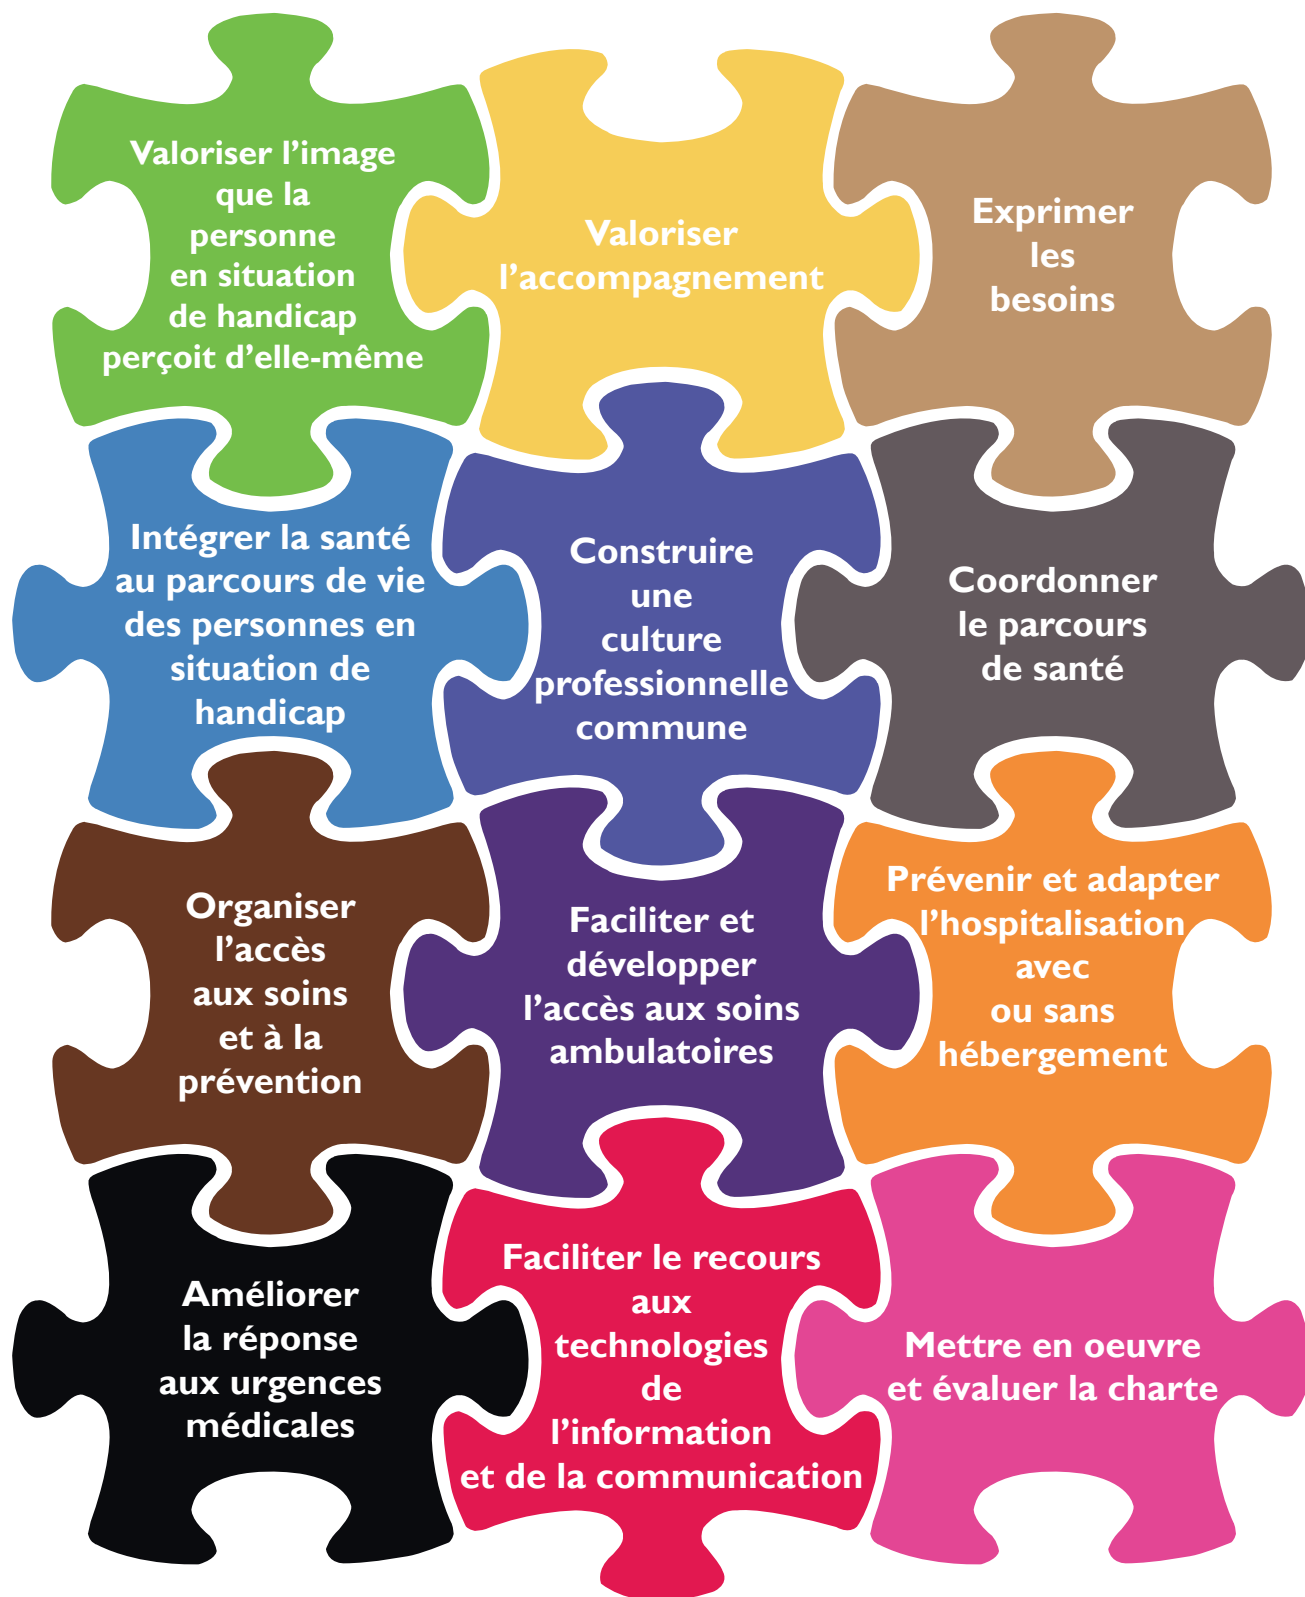 Valoriser l’image
que la
personne
en situation
de handicap
perçoit d’elle-même
Valoriser
l’accompagnement
Exprimer
les
besoins
Intégrer la santé
au parcours de vie
des personnes en
situation de
handicap
Construire
une
culture
professionnelle
commune
Coordonner
le parcours
de santé
Organiser
l’accès
aux soins
et à la
prévention
Faciliter et
développer
l’accès aux soins
ambulatoires
Prévenir et adapter
l’hospitalisation
avec
ou sans
hébergement
Améliorer
la réponse
aux urgences
médicales
Faciliter le recours
aux
technologies
de
l’information
et de la communication
Mettre en oeuvre
et évaluer la charte